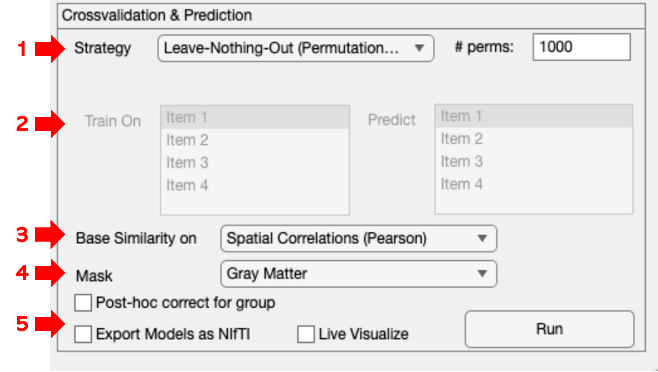 Crossvalidation & Prediction
1 Strategy Leave-Nothing-Out (Permutation... # perms: 1000
2 Train On Item 1 Predict Item 1
Item 2 Item 2
Item 3 Item 3
Item 4 Item 4
3 Base Similarity on Spatial Correlations (Pearson)
4 Mask Gray Matter
Post-hoc correct for group
5 Export Models as NIfTI Live Visualize Run